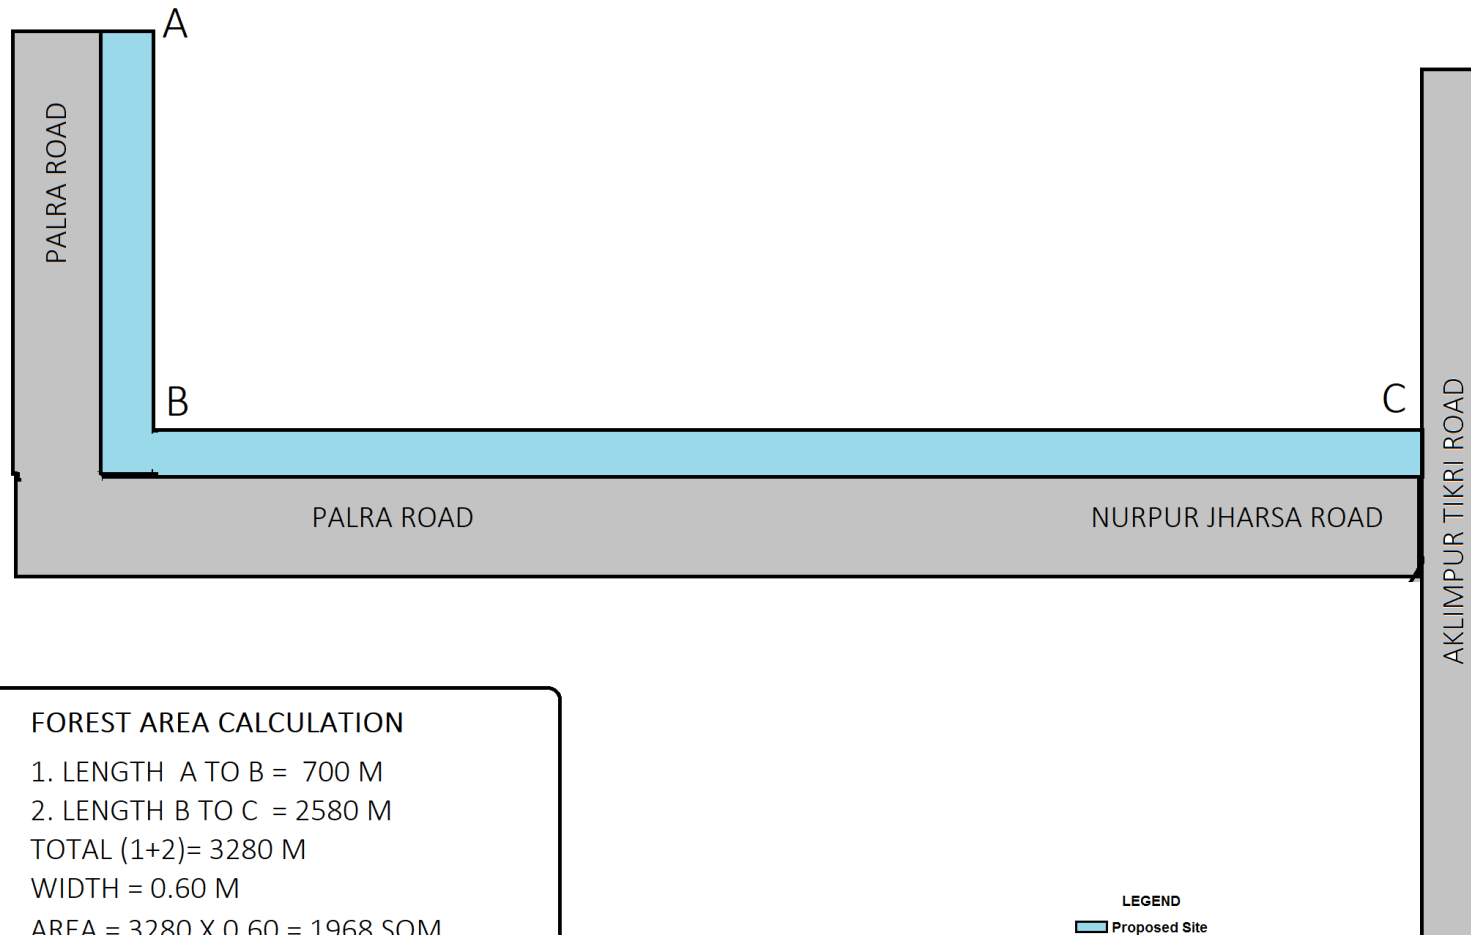 A
PALRA ROAD
B
C
PALRA ROAD
NURPUR JHARSA ROAD
AKLIMPUR TIKRI ROAD
FOREST AREA CALCULATION
1. LENGTH A TO B = 700 M
2. LENGTH B TO C = 2580 M
TOTAL (1+2)= 3280 M
WIDTH = 0.60 M
AREA = 3280 X 0.60 = 1968 SQM
LEGEND
Proposed Site